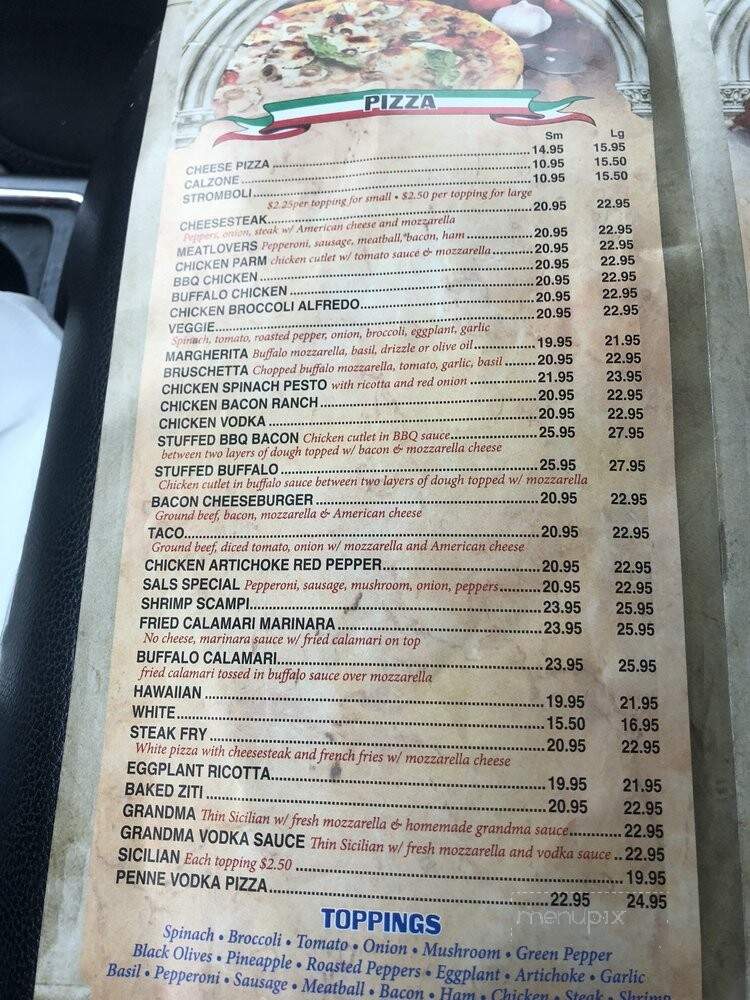 PIZZA
Sm Lg
CHEESE PIZZA 14.95 15.95
CALZONE 10.95 15.50
STROMBOLI 10.95 15.50
$2.25per topping for small • $2.50 per topping for large
CHEESESTEAK 20.95 22.95
Peppers, onion, steak w/ American cheese and mozzarella
MEATLOVERS Pepperoni, sausage, meatball, bacon, ham 20.95 22.95
CHICKEN PARM chicken cutlet w/ tomato sauce & mozzarella 20.95 22.95
BBQ CHICKEN 20.95 22.95
BUFFALO CHICKEN 20.95 22.95
CHICKEN BROCCOLI ALFREDO 20.95 22.95
VEGGIE 20.95 22.95
Spinach, tomato, roasted pepper, onion, broccoli, eggplant, garlic
MARGHERITA Buffalo mozzarella, basil, drizzle or olive oil 19.95 21.95
BRUSCHETTA Chopped buffalo mozzarella, tomato, garlic, basil 20.95 22.95
CHICKEN SPINACH PESTO with ricotta and red onion 21.95 23.95
CHICKEN BACON RANCH 20.95 22.95
CHICKEN VODKA 20.95 22.95
STUFFED BBQ BACON Chicken cutlet in BBQ sauce 25.95 27.95
between two layers of dough topped w/ bacon & mozzarella cheese
STUFFED BUFFALO 25.95 27.95
Chicken cutlet in buffalo sauce between two layers of dough topped w/ mozzarella
BACON CHEESEBURGER 20.95 22.95
Ground beef, bacon, mozzarella & American cheese
TACO 20.95 22.95
Ground beef, diced tomato, onion w/ mozzarella and American cheese
CHICKEN ARTICHOKE RED PEPPER 20.95 22.95
SALS SPECIAL Pepperoni, sausage, mushroom, onion, peppers 20.95 22.95
SHRIMP SCAMPI 23.95 25.95
FRIED CALAMARI MARINARA 23.95 25.95
No cheese, marinara sauce w/ fried calamari on top
BUFFALO CALAMARI 23.95 25.95
fried calamari tossed in buffalo sauce over mozzarella
HAWAIIAN 19.95 21.95
WHITE 15.50 16.95
STEAK FRY 20.95 22.95
White pizza with cheesesteak and french fries w/ mozzarella cheese
EGGPLANT RICOTTA 19.95 21.95
BAKED ZITI 20.95 22.95
GRANDMA Thin Sicilian w/ fresh mozzarella & homemade grandma sauce 22.95
GRANDMA VODKA SAUCE Thin Sicilian w/ fresh mozzarella and vodka sauce 22.95
SICILIAN Each topping $2.50 19.95
PENNE VODKA PIZZA 22.95 24.95
menupix
TOPPINGS
Spinach • Broccoli • Tomato • Onion • Mushroom • Green Pepper
Black Olives • Pineapple • Roasted Peppers • Eggplant • Artichoke • Garlic
Basil • Pepperoni • Sausage • Meatball • Bacon • Ham • Chicken • Steak • Shrimp